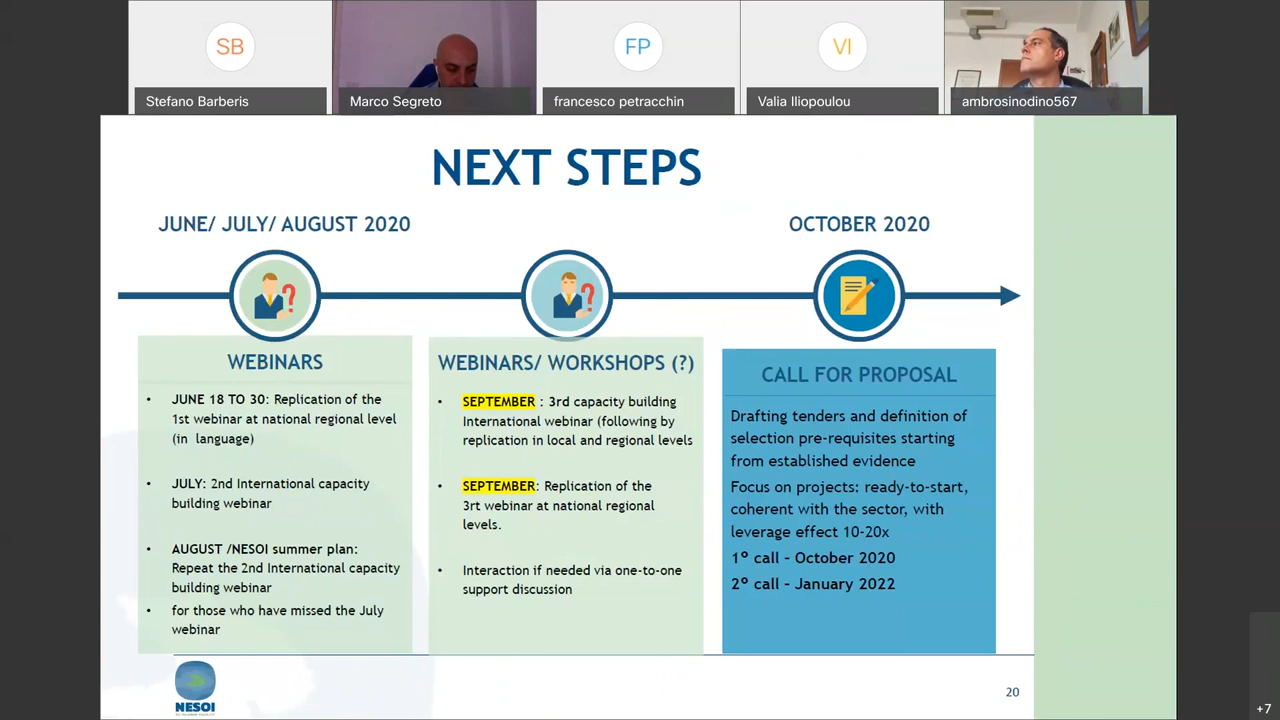 SB
FP
VI
Stefano Barberis
Marco Segreto
francesco petracchin
Valia Iliopoulou
ambrosinodino567
NEXT STEPS
JUNE/ JULY/ AUGUST 2020
OCTOBER 2020
WEBINARS
• JUNE 18 TO 30: Replication of the
1st webinar at national regional level
(in language)
• JULY: 2nd International capacity
building webinar
• AUGUST /NESOI summer plan:
Repeat the 2nd International capacity
building webinar
• for those who have missed the July
webinar
WEBINARS/ WORKSHOPS (?)
• SEPTEMBER : 3rd capacity building
International webinar (following by
replication in local and regional levels
• SEPTEMBER: Replication of the
3rt webinar at national regional
levels.
• Interaction if needed via one-to-one
support discussion
CALL FOR PROPOSAL
Drafting tenders and definition of
selection pre-requisites starting
from established evidence
Focus on projects: ready-to-start,
coherent with the sector, with
leverage effect 10-20x
1° call – October 2020
2° call – January 2022
NESOI
20
+7